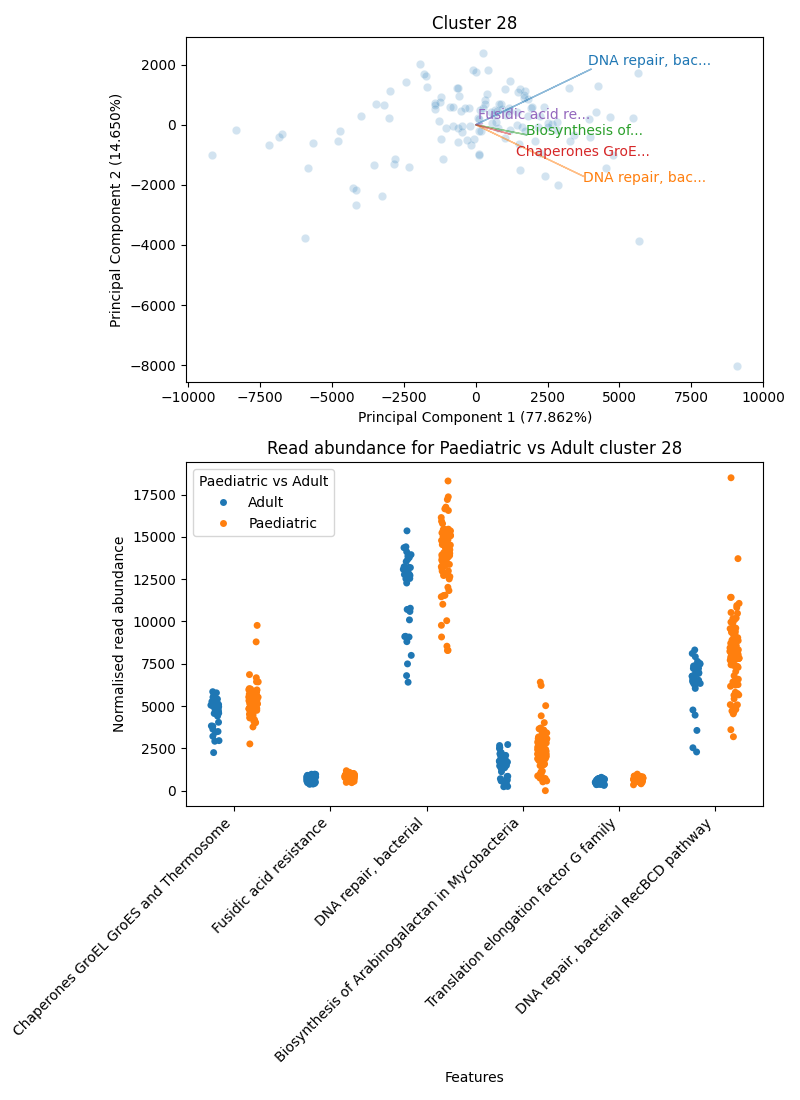 Cluster 28
Principal Component 2 (14.650%)
2000
0
−2000
−4000
−6000
−8000
DNA repair, bac...
Fusidic acid re...
Biosynthesis of...
Chaperones GroE...
DNA repair, bac...
−10000 −7500 −5000 −2500 0 2500 5000 7500 10000
Principal Component 1 (77.862%)
Read abundance for Paediatric vs Adult cluster 28
Normalised read abundance
17500
15000
12500
10000
7500
5000
2500
0
Paediatric vs Adult
Adult
Paediatric
Chaperones GroEL GroES and Thermosome
Fusidic acid resistance
DNA repair, bacterial
Biosynthesis of Arabinogalactan in Mycobacteria
Translation elongation factor G family
DNA repair, bacterial RecBCD pathway
Features